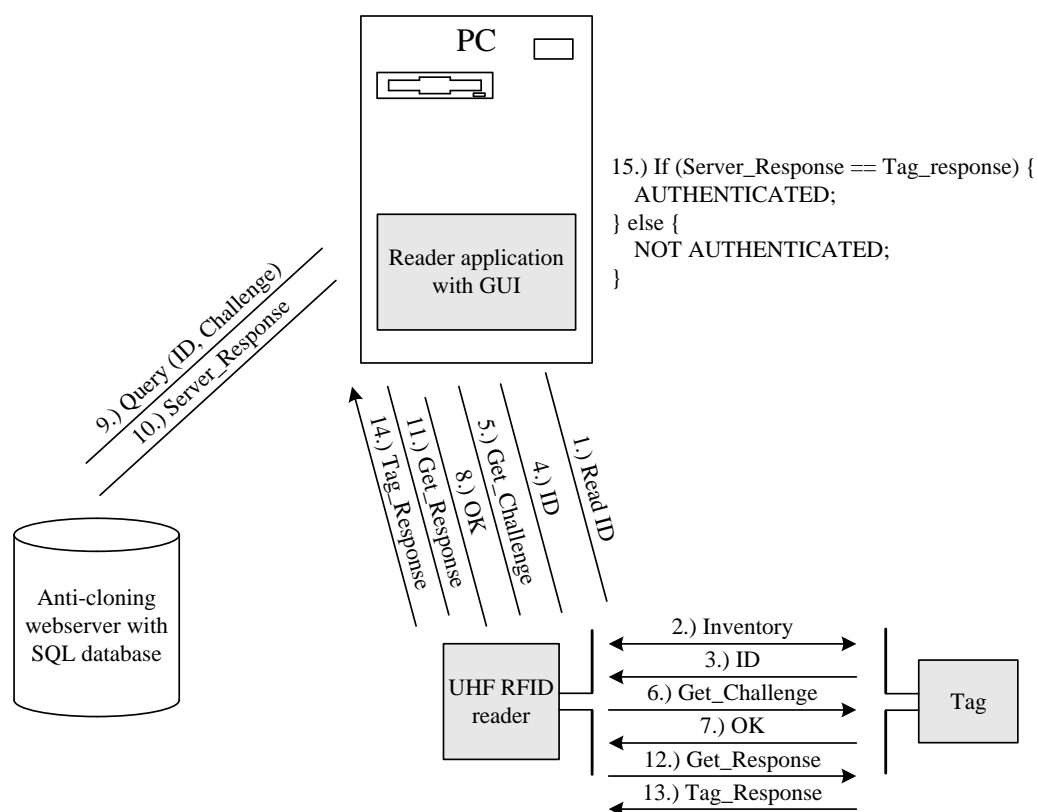 PC
15.) If (Server_Response == Tag_response) {
AUTHENTICATED;
} else {
NOT AUTHENTICATED;
}
Reader application
with GUI
9.) Query (ID, Challenge)
10.) Server_Response
14.) Tag_Response
11.) Get_Response
8.) OK
5.) Get_Challenge
4.) ID
1.) Read ID
Anti-cloning
webserver with
SQL database
UHF RFID
reader
2.) Inventory
3.) ID
6.) Get_Challenge
7.) OK
12.) Get_Response
13.) Tag_Response
Tag